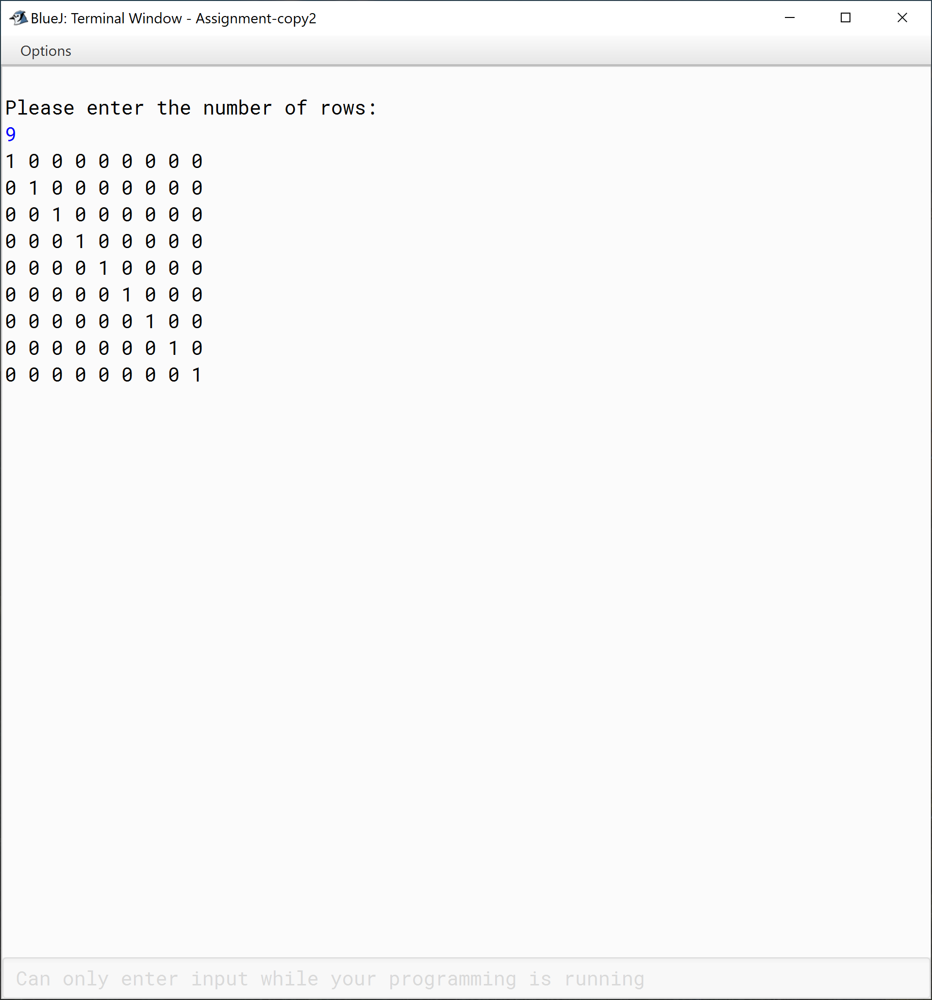 BlueJ: Terminal Window - Assignment-copy2
Options
Please enter the number of rows:
9
1 0 0 0 0 0 0 0 0
0 1 0 0 0 0 0 0 0
0 0 1 0 0 0 0 0 0
0 0 0 1 0 0 0 0 0
0 0 0 0 1 0 0 0 0
0 0 0 0 0 1 0 0 0
0 0 0 0 0 0 1 0 0
0 0 0 0 0 0 0 1 0
0 0 0 0 0 0 0 0 1
Can only enter input while your programming is running